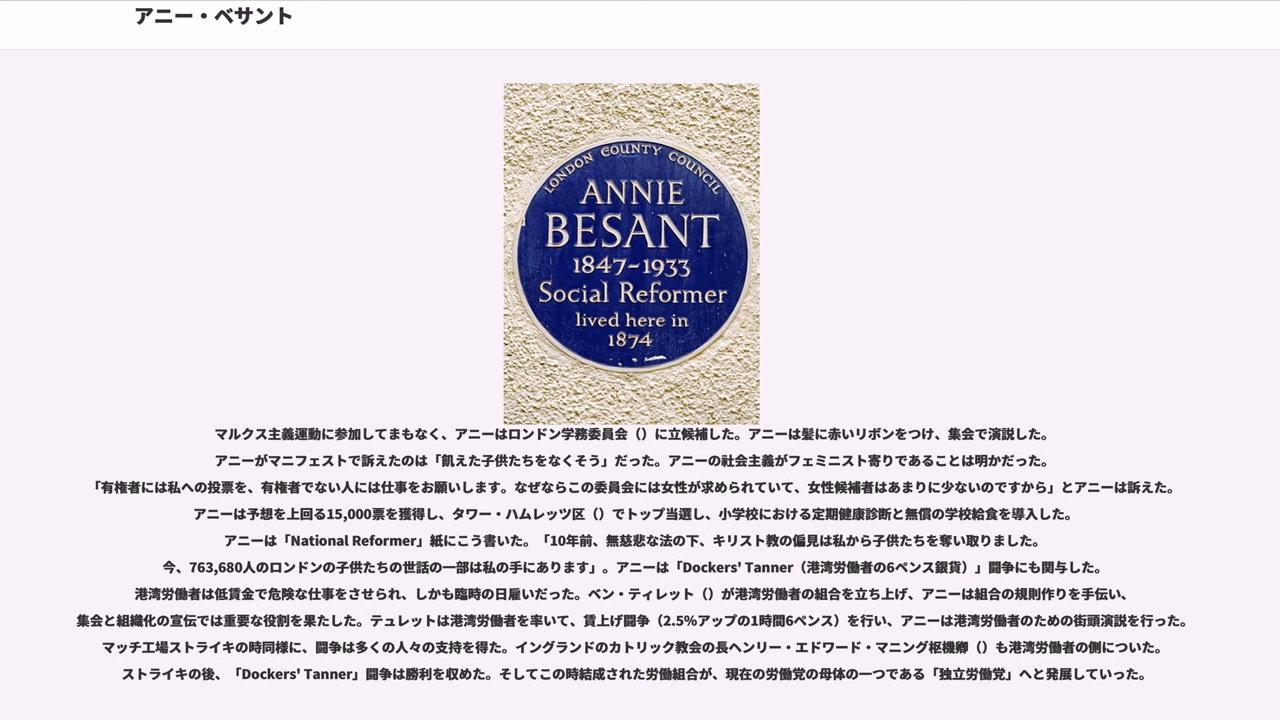 アニー・ベサント
LONDON COUNTY COUNCIL
ANNIE
BESANT
1847-1933
Social Reformer
lived here in
1874
マルクス主義運動に参加してまもなく、アニーはロンドン学務委員会（）に立候補した。アニーは髪に赤いリボンをつけ、集会で演説した。
アニーがマニフェストで訴えたのは「飢えた子供たちをなくそう」だった。アニーの社会主義がフェミニスト寄りであることは明かだった。
「有権者には私への投票を、有権者でない人には仕事をお願いします。なぜならこの委員会には女性が求められていて、女性候補者はあまりに少ないのですから」とアニーは訴えた。
アニーは予想を上回る15,000票を獲得し、タワー・ハムレッツ区（）でトップ当選し、小学校における定期健康診断と無償の学校給食を導入した。
アニーは「National Reformer」紙にこう書いた。「10年前、無慈悲な法の下、キリスト教の偏見は私から子供たちを奪い取りました。
今、763,680人のロンドンの子供たちの世話の一部は私の手にあります」。アニーは「Dockers' Tanner（港湾労働者の6ペンス銀貨）」闘争にも関与した。
港湾労働者は低賃金で危険な仕事をさせられ、しかも臨時の日雇いだった。ベン・ティレット（）が港湾労働者の組合を立ち上げ、アニーは組合の規則作りを手伝い、
集会と組織化の宣伝では重要な役割を果たした。テュレットは港湾労働者を率いて、賃上げ闘争（2.5%アップの1時間6ペンス）を行い、アニーは港湾労働者のための街頭演説を行った。
マッチ工場ストライキの時同様に、闘争は多くの人々の支持を得た。イングランドのカトリック教会の長ヘンリー・エドワード・マニング枢機卿（）も港湾労働者の側についた。
ストライキの後、「Dockers' Tanner」闘争は勝利を収めた。そしてこの時結成された労働組合が、現在の労働党の母体の一つである「独立労働党」へと発展していった。